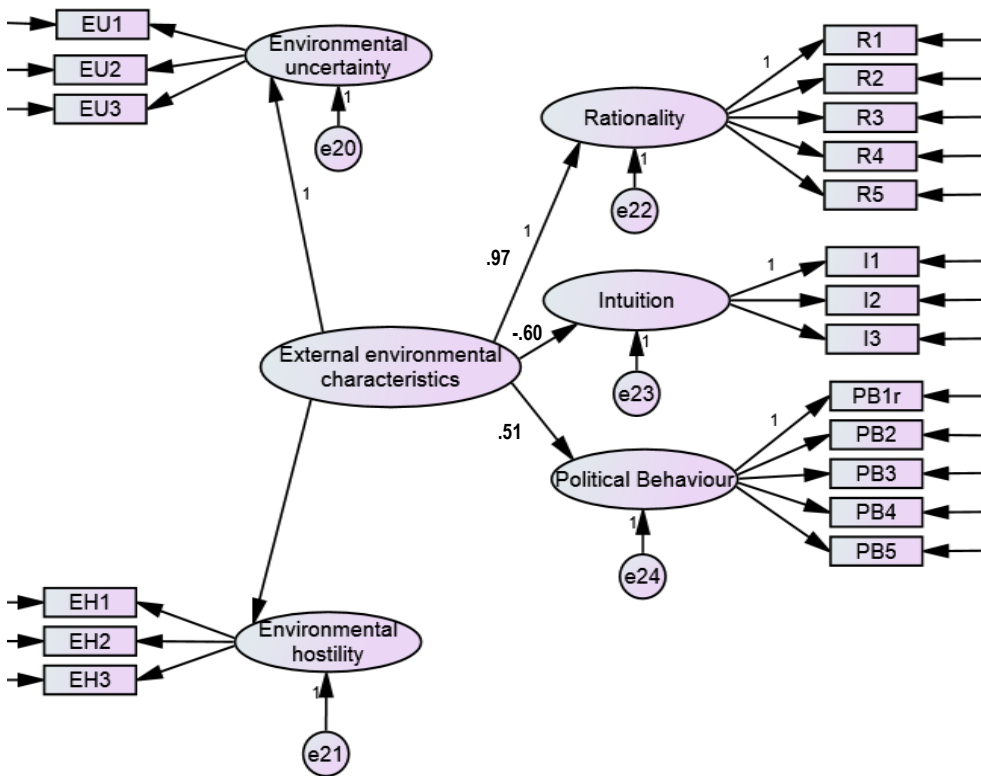 EU1
EU2
EU3
Environmental
uncertainty
1
e20
1
Rationality
1
e22
1
R1
R2
R3
R4
R5
1
.97
Intuition
1
e23
1
I1
I2
I3
-.60
External environmental
characteristics
.51
Political Behaviour
1
e24
1
PB1r
PB2
PB3
PB4
PB5
EH1
EH2
EH3
Environmental
hostility
1
e21